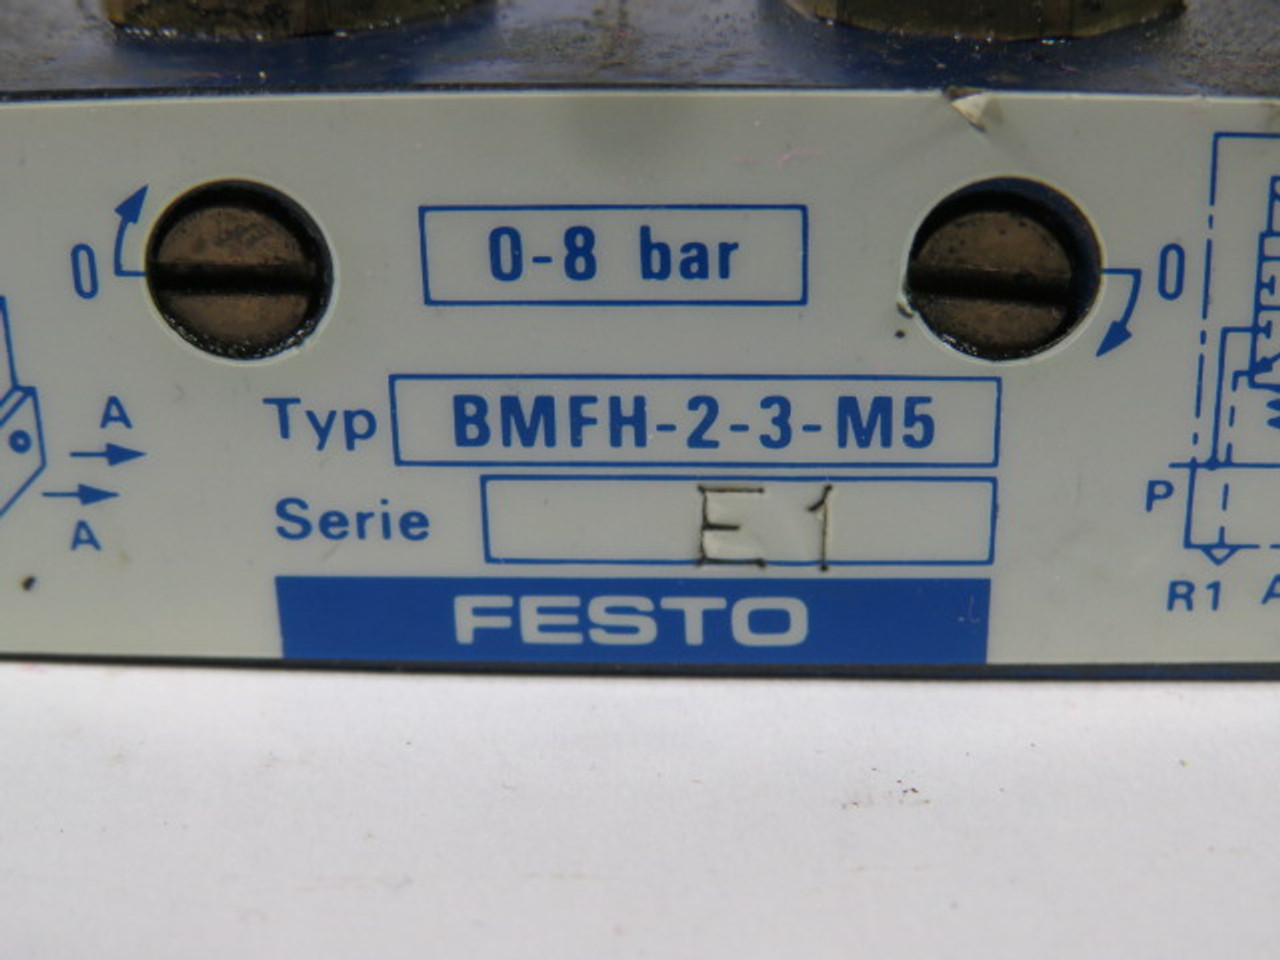 0
0-8 bar
0
A
A
Typ BMFH-2-3-M5
Serie E1
FESTO
P
R1 A